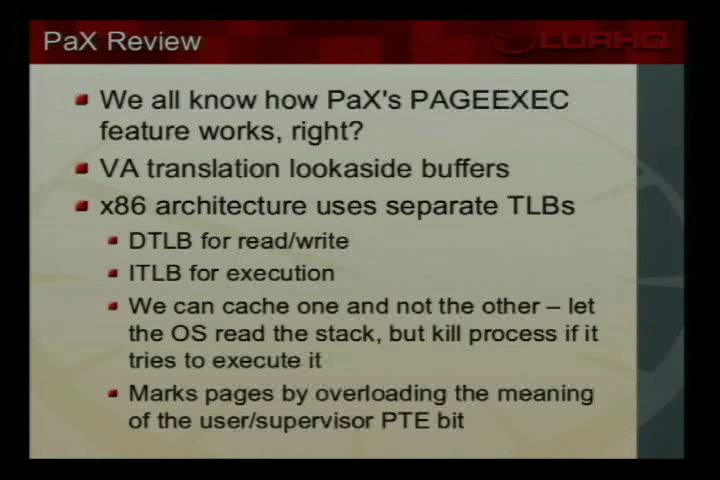 PaX Review
LURHQ
We all know how PaX's PAGEEXEC
feature works, right?
VA translation lookaside buffers
x86 architecture uses separate TLBs
DTLB for read/write
ITLB for execution
We can cache one and not the other – let
the OS read the stack, but kill process if it
tries to execute it
Marks pages by overloading the meaning
of the user/supervisor PTE bit